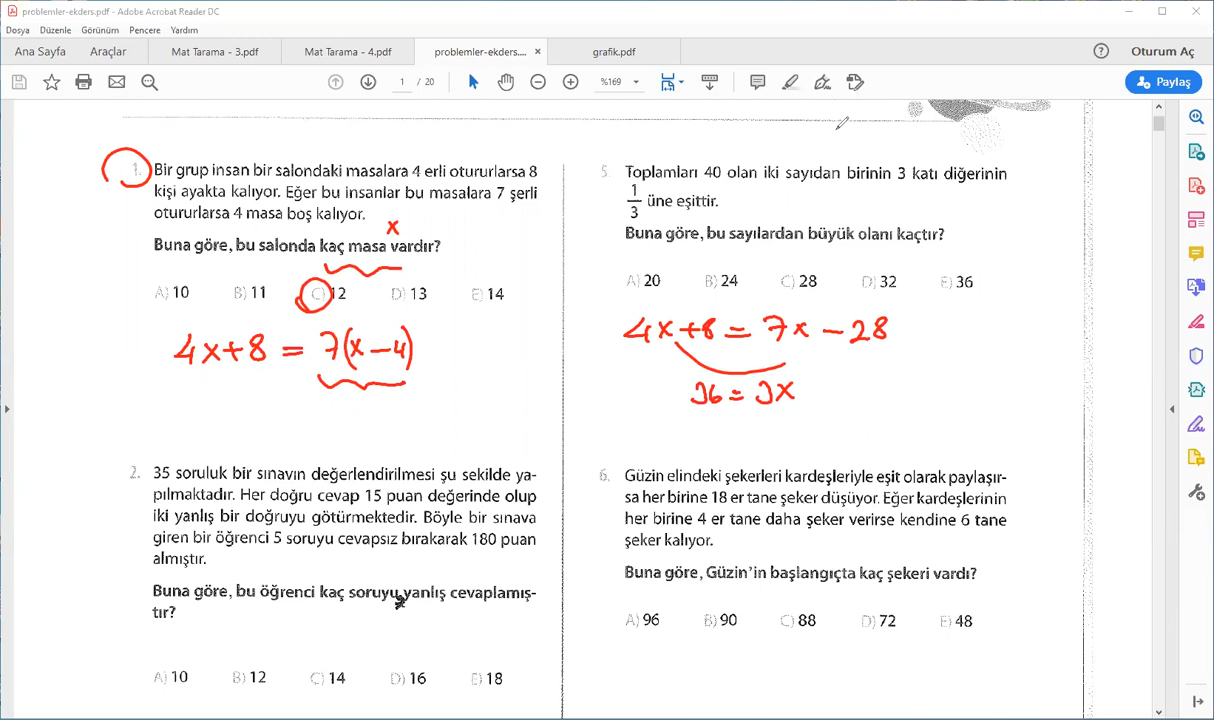 problemler-ekders.pdf - Adobe Acrobat Reader DC
Dosya Düzenle Görünüm Pencere Yardım
Ana Sayfa Araçlar Mat Tarama - 3.pdf Mat Tarama - 4.pdf problemler-ekders.... × grafik.pdf ? Oturum Aç
1 / 20 %169 Paylaş
1. Bir grup insan bir salondaki masalara 4 erli otururlarsa 8
kişi ayakta kalıyor. Eğer bu insanlar bu masalara 7 şerli
otururlarsa 4 masa boş kalıyor.
x
Buna göre, bu salonda kaç masa vardır?
A) 10 B) 11 C) 12 D) 13 E) 14
4x+8 = 7(x-4)
2. 35 soruluk bir sınavın değerlendirilmesi şu sekilde ya-
pılmaktadır. Her doğru cevap 15 puan değerinde olup
iki yanlış bir doğruyu götürmektedir. Böyle bir sınava
giren bir öğrenci 5 soruyu cevapsız bırakarak 180 puan
almıştır.
Buna göre, bu öğrenci kaç soruyu yanlış cevaplamış-
tır?
A) 10 B) 12 C) 14 D) 16 E) 18
5. Toplamları 40 olan iki sayıdan birinin 3 katı diğerinin
1/3 üne eşittir.
Buna göre, bu sayılardan büyük olanı kaçtır?
A) 20 B) 24 C) 28 D) 32 E) 36
4x+8 = 7x-28
36 = 3x
6. Güzin elindeki şekerleri kardeşleriyle eşit olarak paylaşır-
sa her birine 18 er tane şeker düşüyor. Eğer kardeşlerinin
her birine 4 er tane daha şeker verirse kendine 6 tane
şeker kalıyor.
Buna göre, Güzin'in başlangıçta kaç şekeri vardı?
A) 96 B) 90 C) 88 D) 72 E) 48